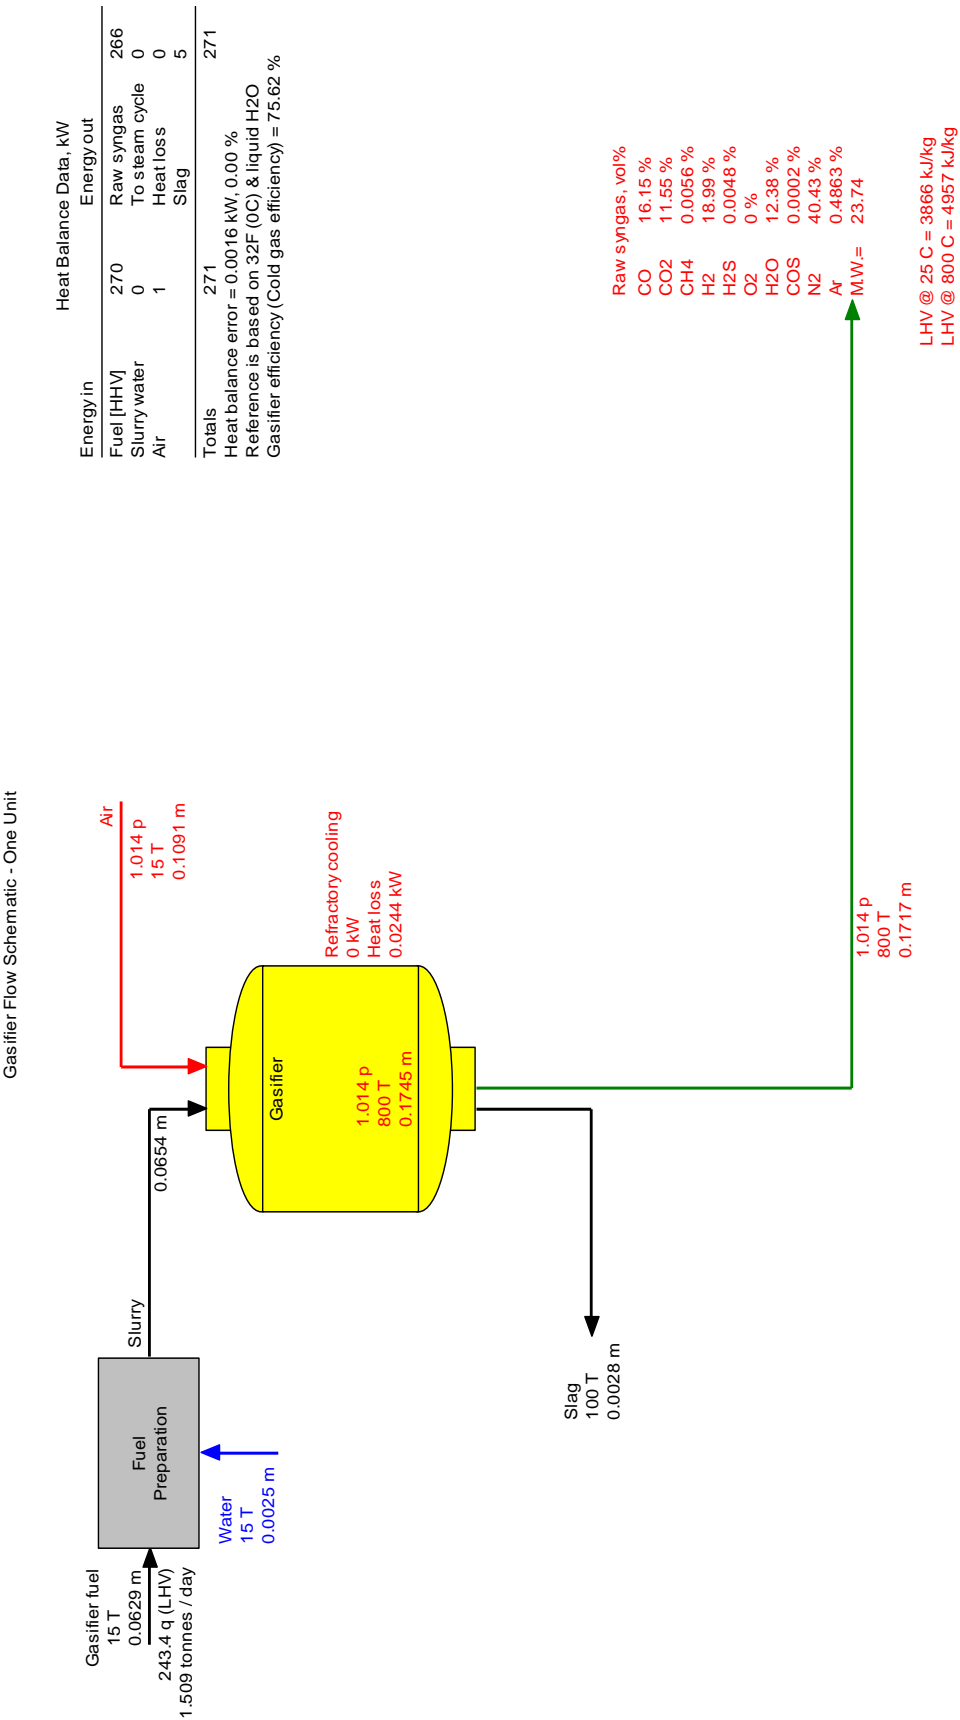 Gasifier Flow Schematic - One Unit
Heat Balance Data, kW
Energy in Energy out
Fuel [HHV] 270 Raw syngas 266
Slurry water 0 To steam cycle 0
Air 1 Heat loss 0
Slag 5
Totals 271 271
Heat balance error = 0.0016 kW, 0.00 %
Reference is based on 32F (0C) & liquid H2O
Gasifier efficiency (Cold gas efficiency) = 75.62 %
Air
1.014 p
15 T
0.1091 m
Gasifier fuel
15 T
0.0629 m
243.4 q (LHV)
1.509 tonnes / day
Fuel
Preparation
Slurry
0.0654 m
Water
15 T
0.0025 m
Gasifier
1.014 p
800 T
0.1745 m
Refractory cooling
0 kW
Heat loss
0.0244 kW
Slag
100 T
0.0028 m
1.014 p
800 T
0.1717 m
Raw syngas, vol%
CO 16.15 %
CO2 11.55 %
CH4 0.0056 %
H2 18.99 %
H2S 0.0048 %
O2 0 %
H2O 12.38 %
COS 0.0002 %
N2 40.43 %
Ar 0.4863 %
M.W.= 23.74
LHV @ 25 C = 3866 kJ/kg
LHV @ 800 C = 4957 kJ/kg